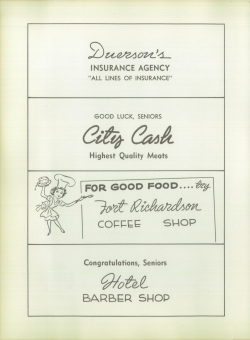 Duerson's
INSURANCE AGENCY
"ALL LINES OF INSURANCE"
GOOD LUCK, SENIORS
City Cash
Highest Quality Meats
FOR GOOD FOOD.... try
Fort Richardson
COFFEE SHOP
Congratulations, Seniors
Hotel
BARBER SHOP